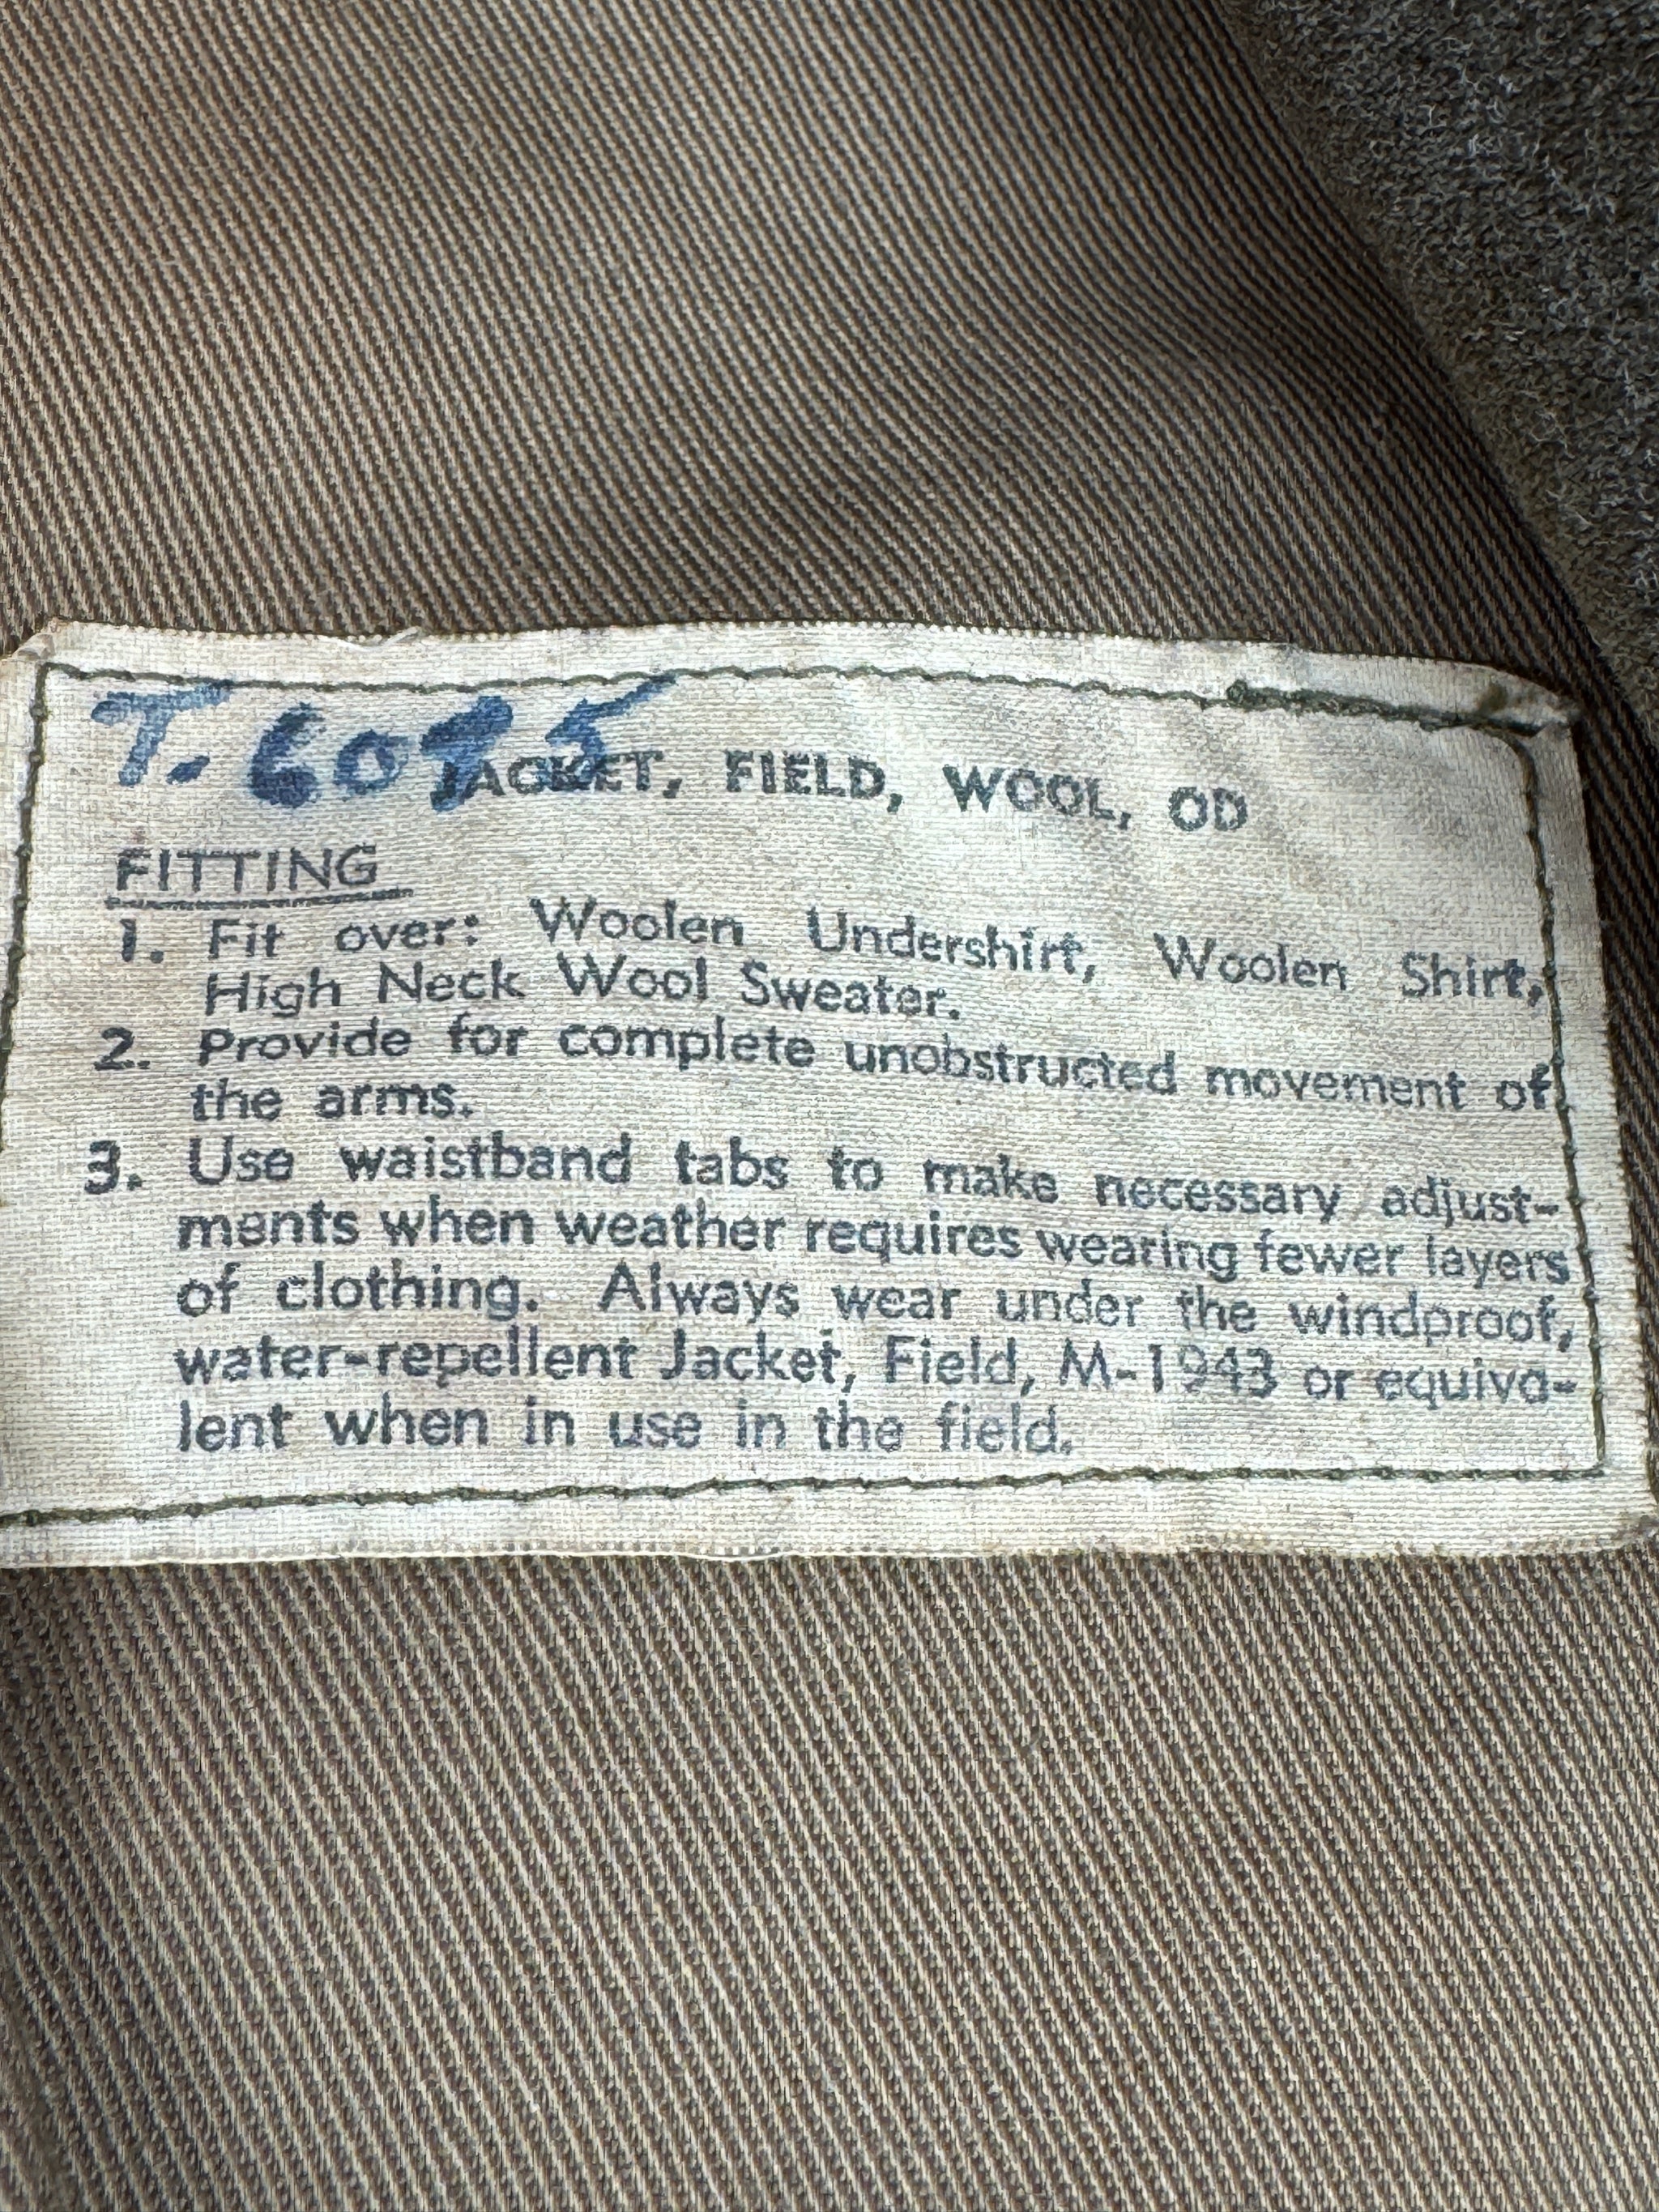 T. 6095
JACKET, FIELD, WOOL, OD
FITTING
1. Fit over: Woolen Undershirt, Woolen Shirt,
High Neck Wool Sweater.
2. Provide for complete unobstructed movement of
the arms.
3. Use waistband tabs to make necessary adjust-
ments when weather requires wearing fewer layers
of clothing. Always wear under the windproof,
water-repellent Jacket, Field, M-1943 or equiva-
lent when in use in the field.